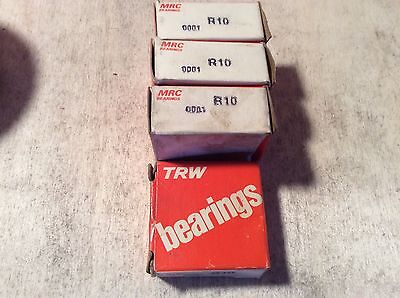 MRC
BEARINGS
0001 R10
MRC
BEARINGS
0001 R10
MRC
BEARINGS
0001 R10
TRW
bearings